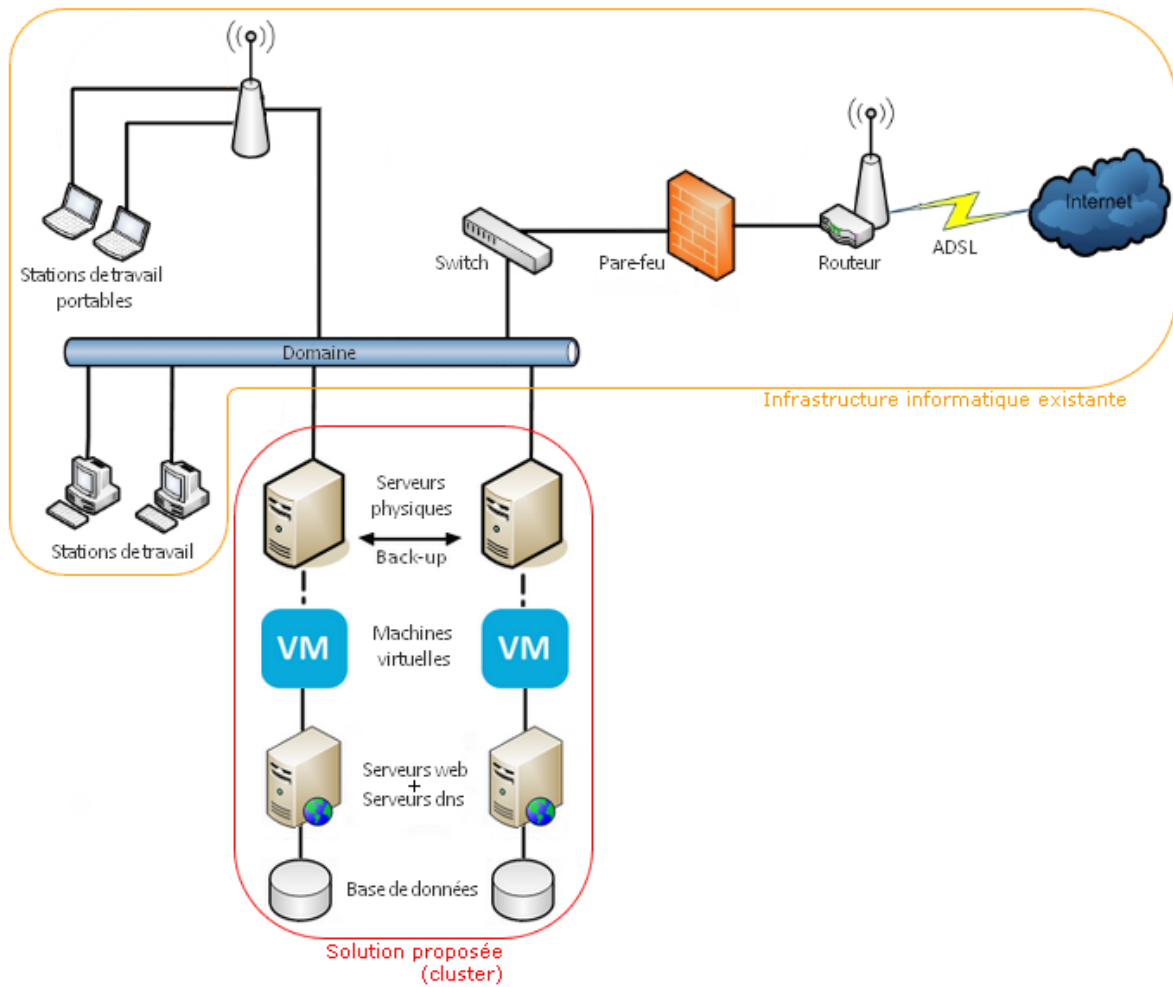 Stations de travail
portables
Switch
Pare-feu
Routeur
ADSL
Internet
Domaine
Infrastructure informatique existante
Stations de travail
Serveurs
physiques
Back-up
VM
Machines
virtuelles
VM
Serveurs web
+
Serveurs dns
Base de données
Solution proposée
(cluster)